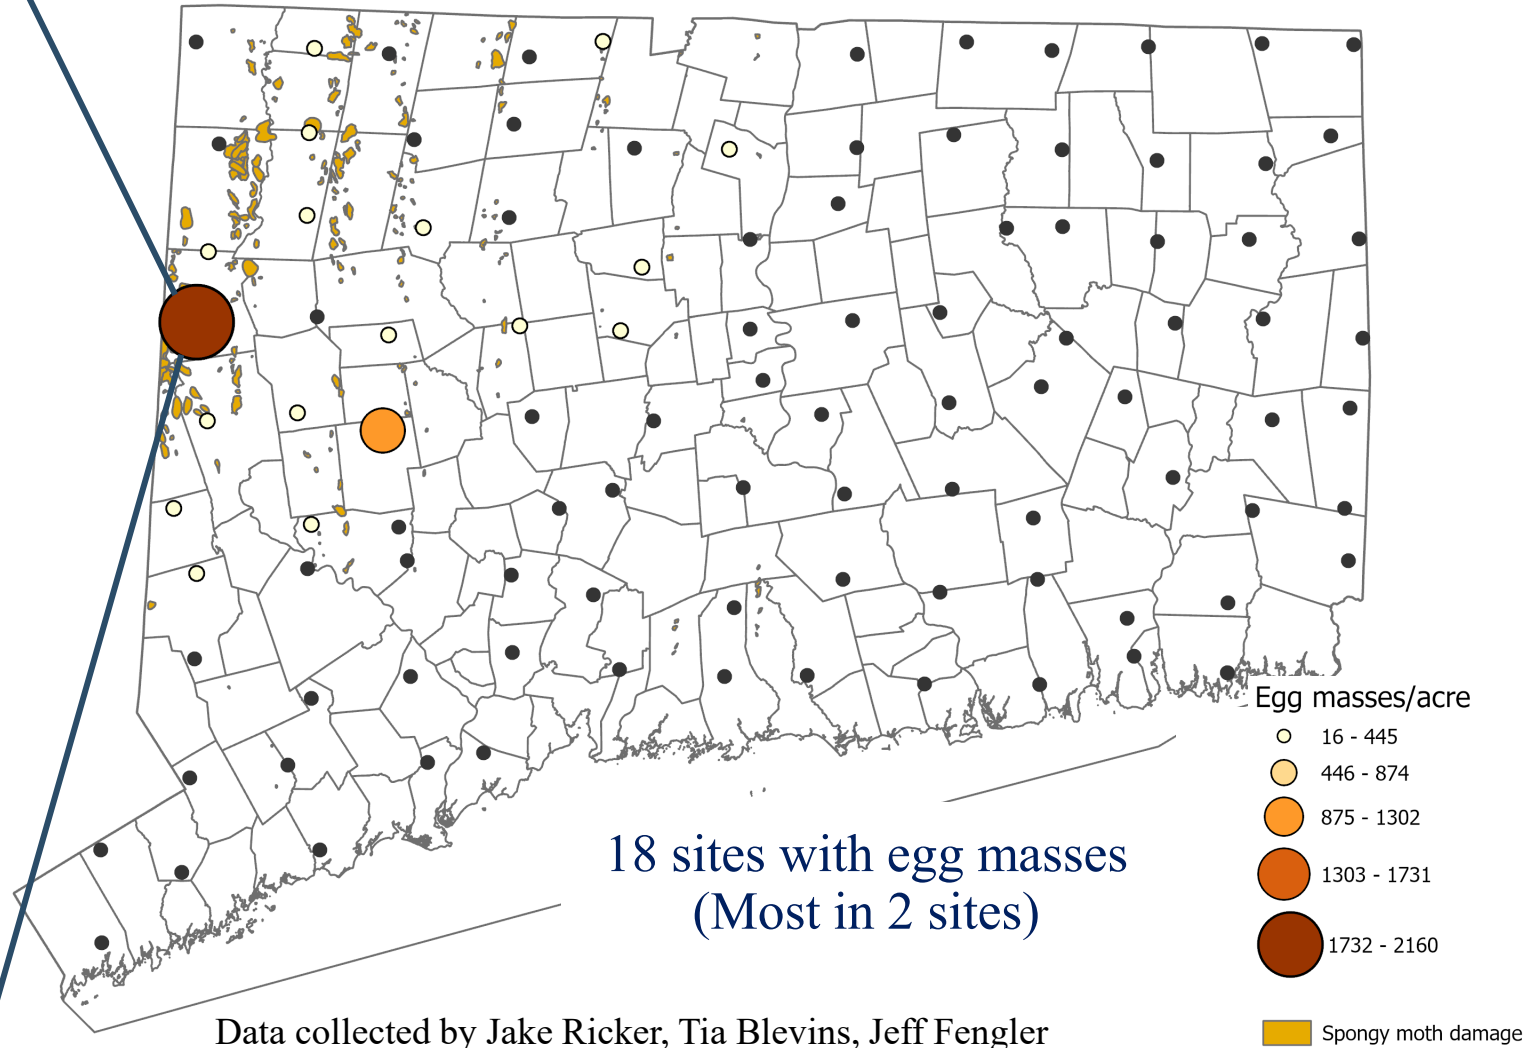 Egg masses/acre
16 - 445
446 - 874
875 - 1302
1303 - 1731
1732 - 2160
18 sites with egg masses
(Most in 2 sites)
Data collected by Jake Ricker, Tia Blevins, Jeff Fengler
Spongy moth damage